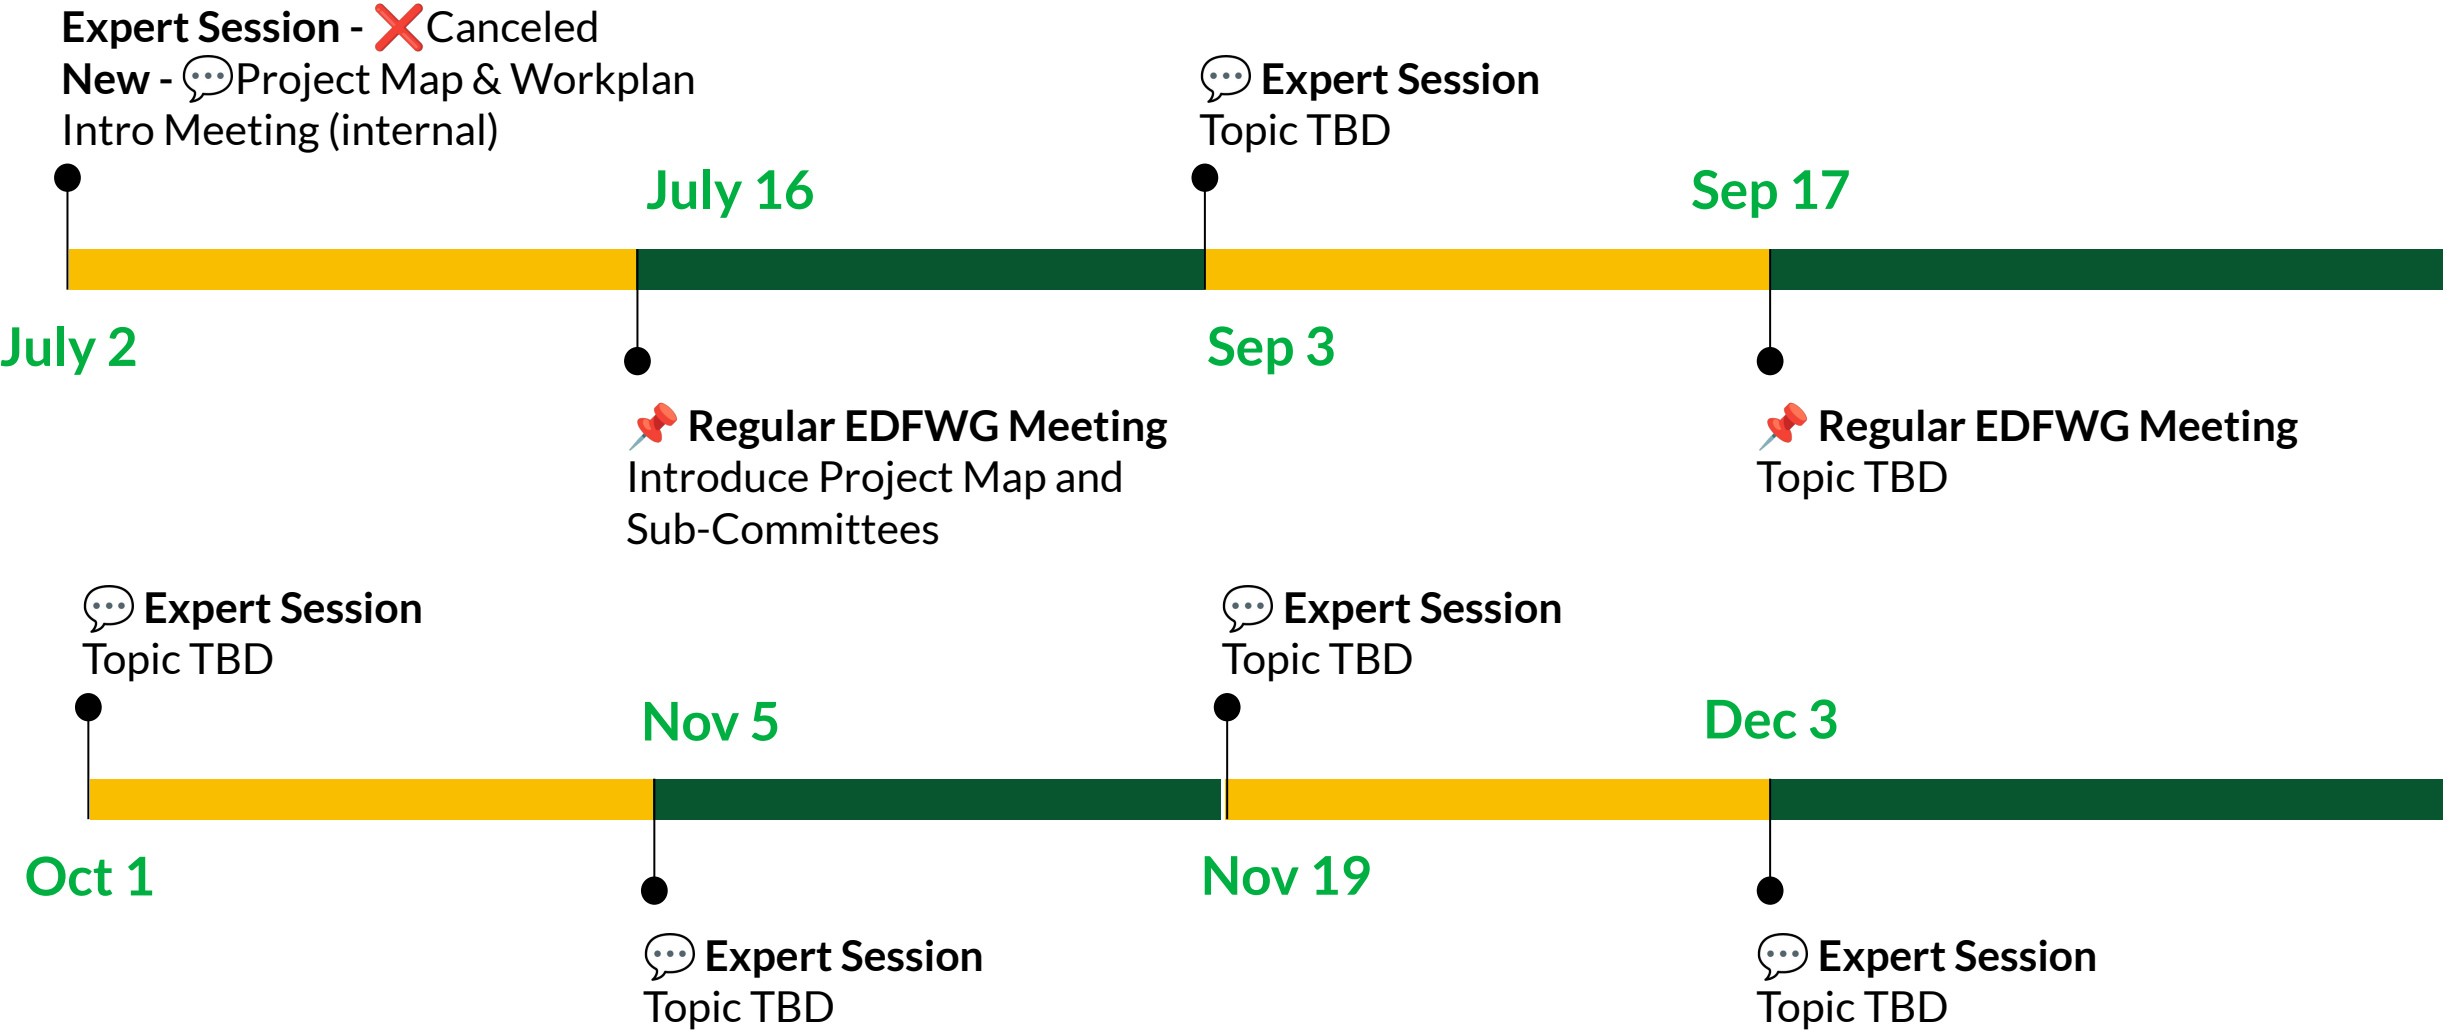 Expert Session - ❌Canceled
New - 💬Project Map & Workplan
Intro Meeting (internal)
💬 Expert Session
Topic TBD
July 16
Sep 17
July 2
Sep 3
📌 Regular EDFWG Meeting
Introduce Project Map and
Sub-Committees
📌 Regular EDFWG Meeting
Topic TBD
💬 Expert Session
Topic TBD
💬 Expert Session
Topic TBD
Nov 5
Dec 3
Oct 1
Nov 19
💬 Expert Session
Topic TBD
💬 Expert Session
Topic TBD